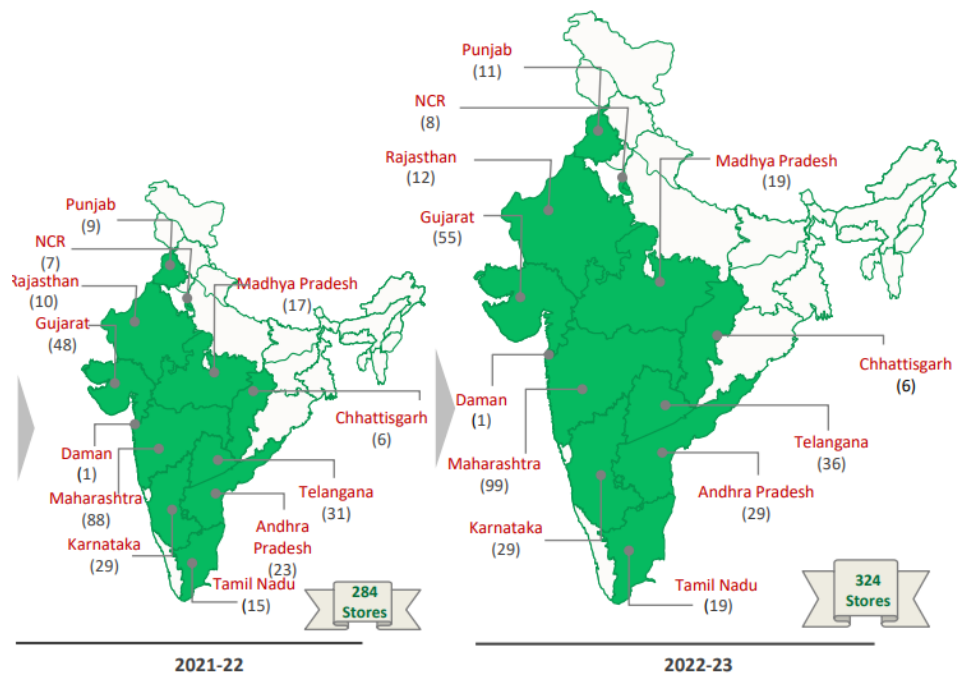 Punjab
(9)
NCR
(7)
Rajasthan
(10)
Gujarat
(48)
Madhya Pradesh
(17)
Chhattisgarh
(6)
Daman
(1)
Maharashtra
(88)
Telangana
(31)
Karnataka
(29)
Andhra
Pradesh
(23)
Tamil Nadu
(15)
284
Stores
2021-22
Punjab
(11)
NCR
(8)
Rajasthan
(12)
Madhya Pradesh
(19)
Gujarat
(55)
Chhattisgarh
(6)
Daman
(1)
Telangana
(36)
Maharashtra
(99)
Andhra Pradesh
(29)
Karnataka
(29)
Tamil Nadu
(19)
324
Stores
2022-23